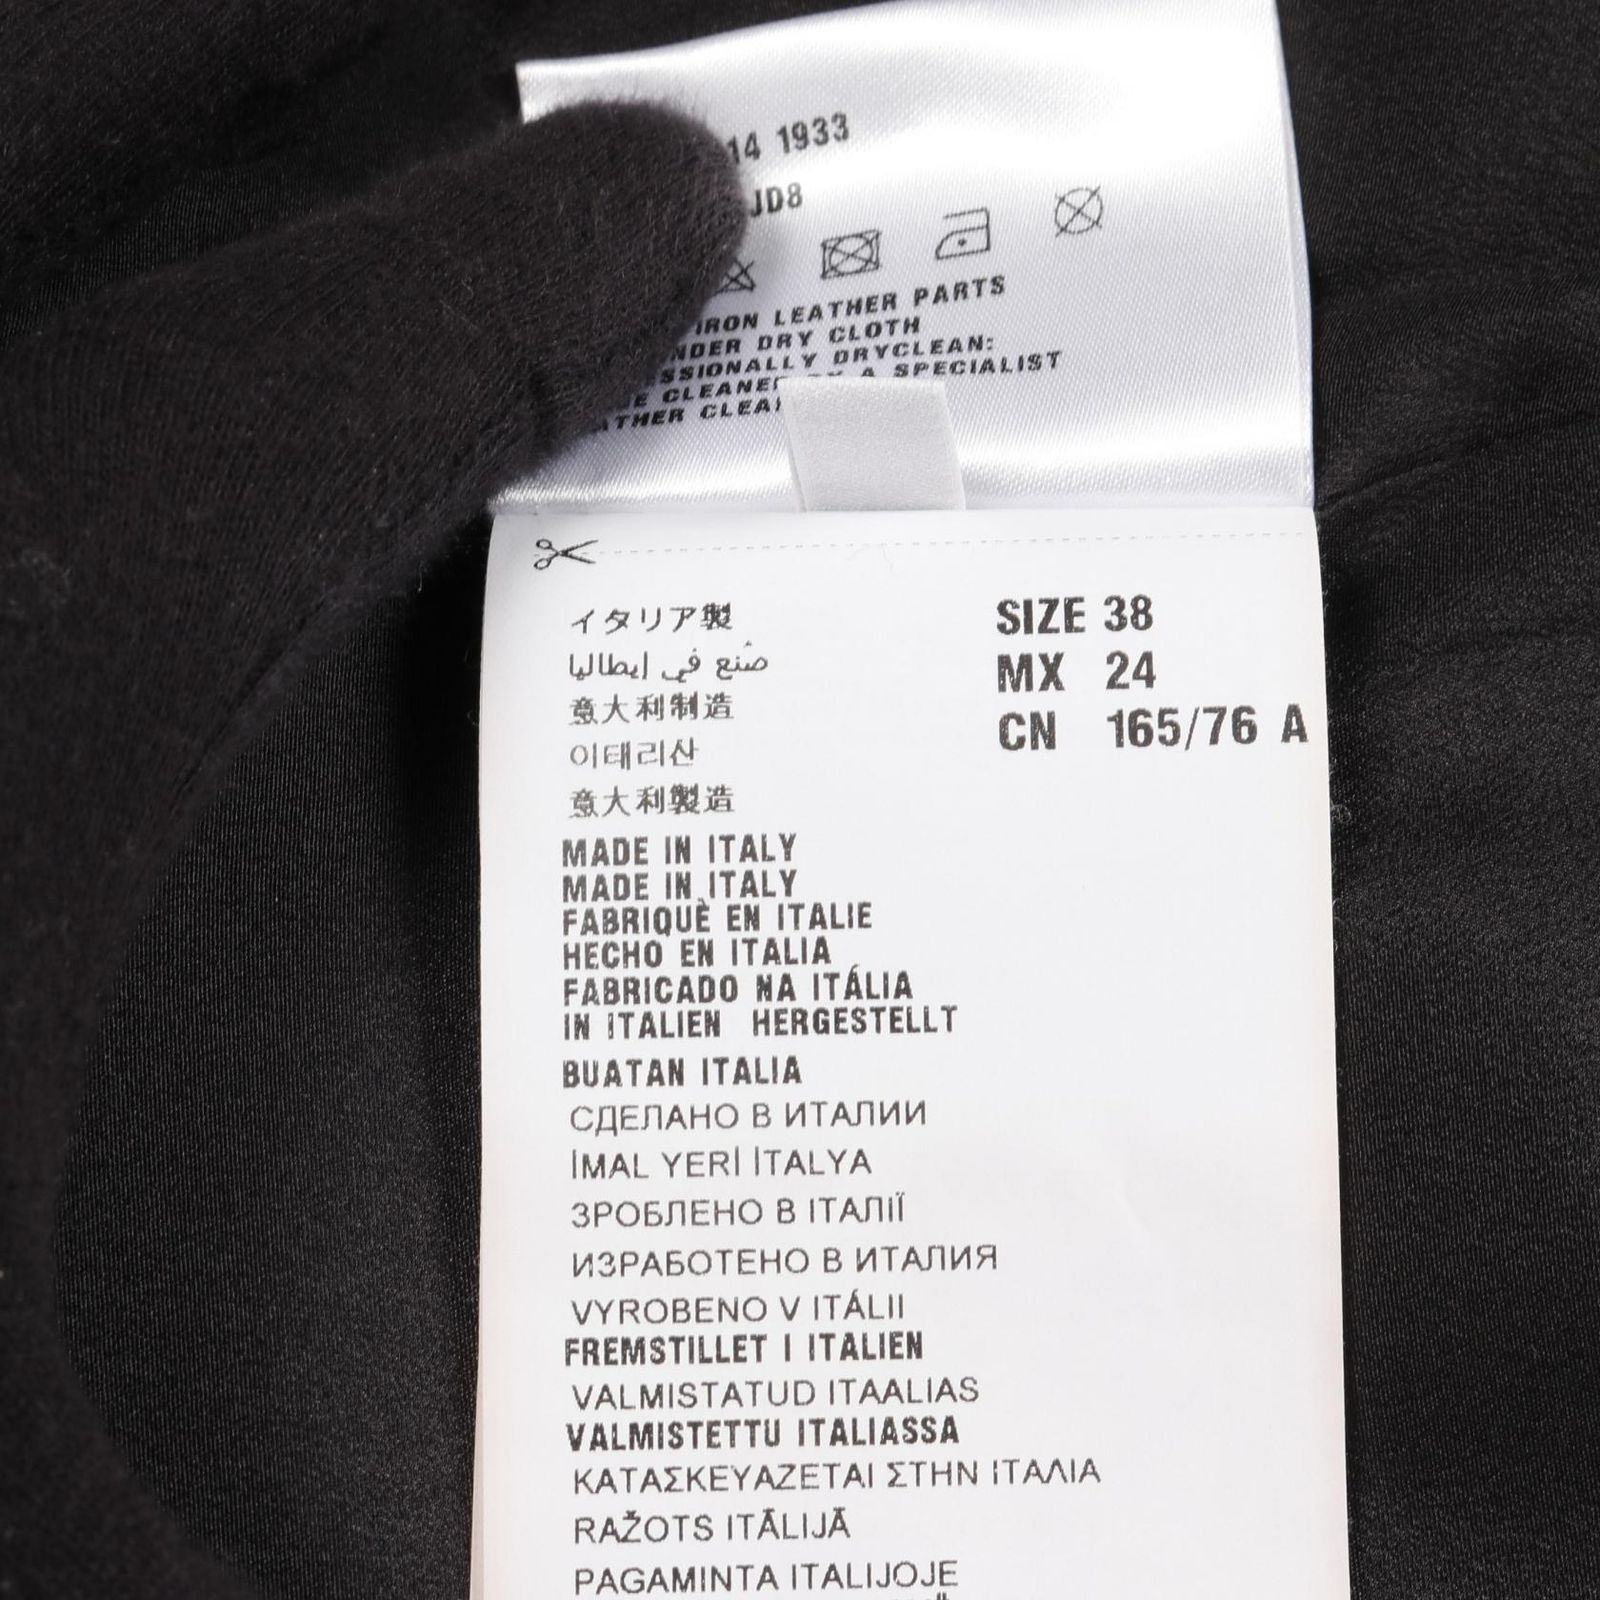 14 1933
JD8
IRON LEATHER PARTS
DRY CLOTH
DRYCLEAN:
A SPECIALIST
イタリア製
صُنع في إيطاليا
意大利制造
이태리산
意大利製造
SIZE 38
MX 24
CN 165/76 A
MADE IN ITALY
MADE IN ITALY
FABRIQUÈ EN ITALIE
HECHO EN ITALIA
FABRICADO NA ITÁLIA
IN ITALIEN HERGESTELLT
BUATAN ITALIA
СДЕЛАНО В ИТАЛИИ
İMAL YERİ İTALYA
ЗРОБЛЕНО В ІТАЛІЇ
ИЗРАБОТЕНО В ИТАЛИЯ
VYROBENO V ITÁLII
FREMSTILLET I ITALIEN
VALMISTATUD ITAALIAS
VALMISTETTU ITALIASSA
ΚΑΤΑΣΚΕΥΑΖΕΤΑΙ ΣΤΗΝ ΙΤΑΛΙΑ
RAŽOTS ITĀLIJĀ
PAGAMINTA ITALIJOJE